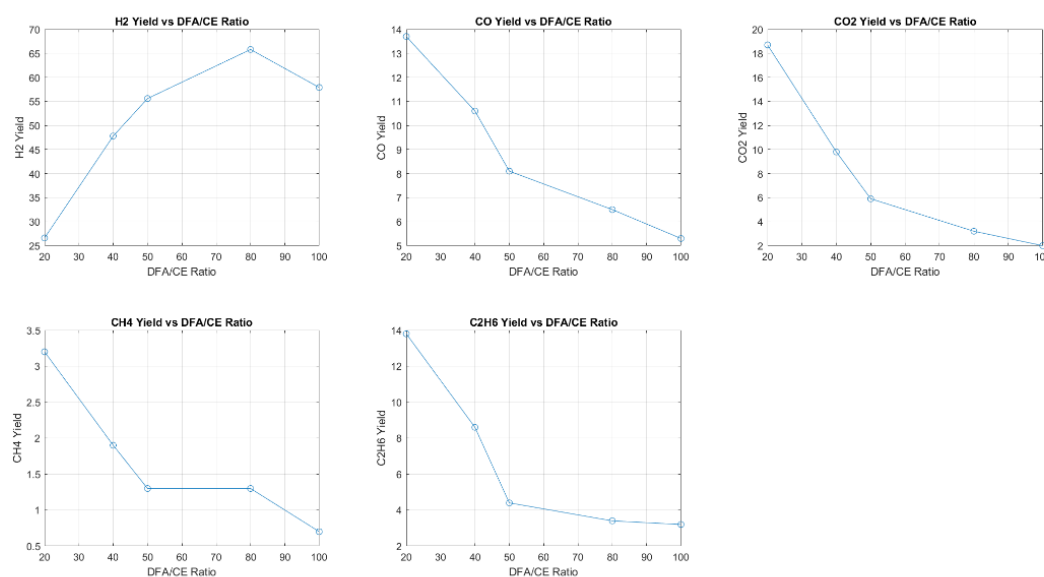 H2 Yield vs DFA/CE Ratio
70
65
60
55
50
45
40
35
30
25
H2 Yield
20 30 40 50 60 70 80 90 100
DFA/CE Ratio
CO Yield vs DFA/CE Ratio
14
13
12
11
10
9
8
7
6
5
CO Yield
20 30 40 50 60 70 80 90 100
DFA/CE Ratio
CO2 Yield vs DFA/CE Ratio
20
18
16
14
12
10
8
6
4
2
CO2 Yield
20 30 40 50 60 70 80 90 100
DFA/CE Ratio
CH4 Yield vs DFA/CE Ratio
3.5
3
2.5
2
1.5
1
0.5
CH4 Yield
20 30 40 50 60 70 80 90 100
DFA/CE Ratio
C2H6 Yield vs DFA/CE Ratio
14
12
10
8
6
4
2
C2H6 Yield
20 30 40 50 60 70 80 90 100
DFA/CE Ratio